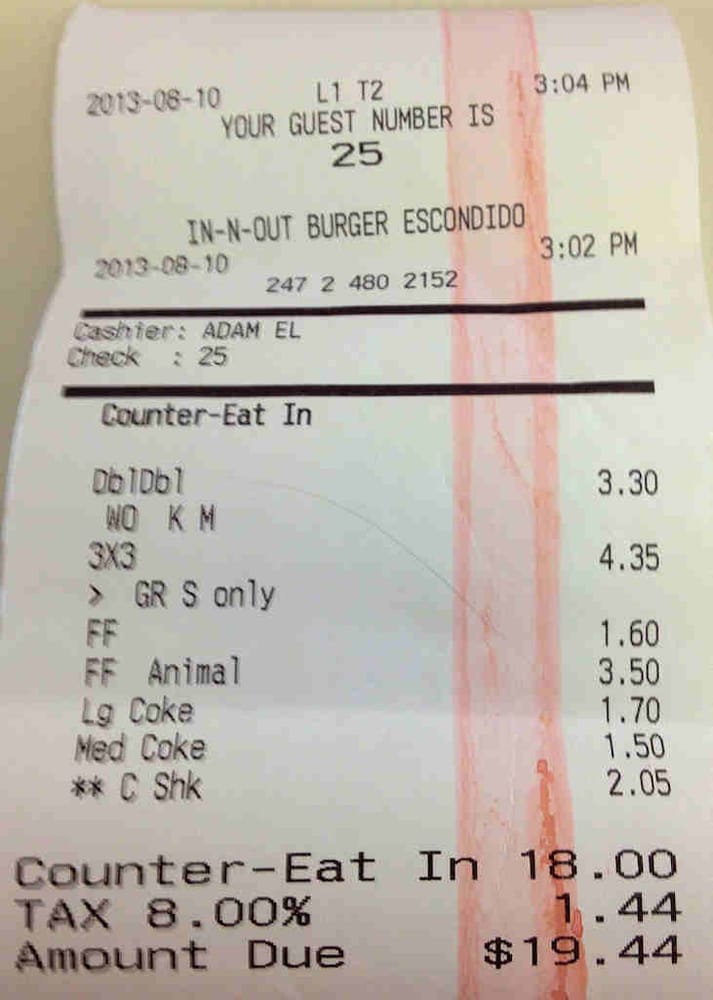 2013-08-10 L1 T2 3:04 PM
YOUR GUEST NUMBER IS
25
IN-N-OUT BURGER ESCONDIDO
2013-08-10 3:02 PM
247 2 480 2152
Cashier: ADAM EL
Check : 25
Counter-Eat In
DblDbl 3.30
WO K M
3X3 4.35
> GR S only
FF 1.60
FF Animal 3.50
Lg Coke 1.70
Med Coke 1.50
** C Shk 2.05
Counter-Eat In 18.00
TAX 8.00% 1.44
Amount Due $19.44